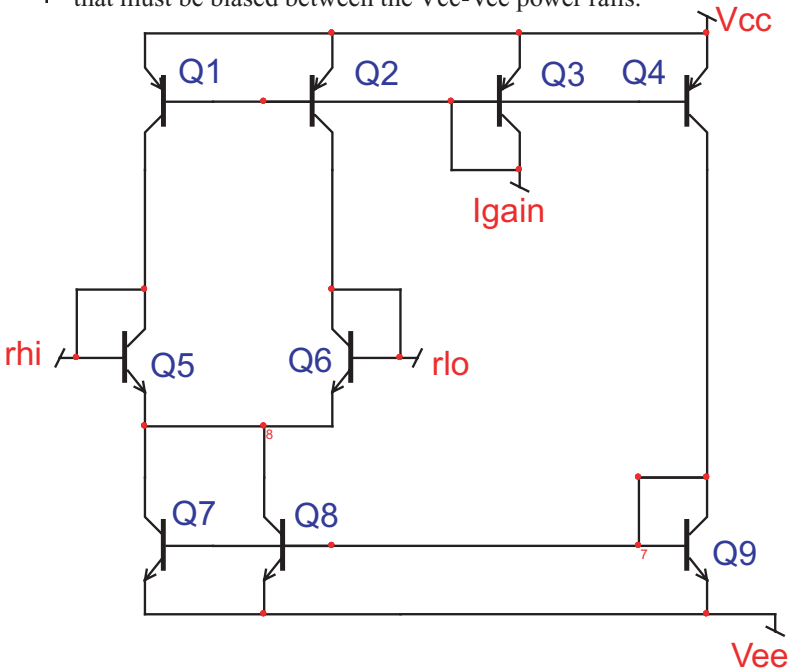 that must be biased between the Vcc-Vee power rails.
Vcc
Q1
Q2
Q3
Q4
Igain
rhi
Q5
Q6
rlo
8
Q7
Q8
7
Q9
Vee